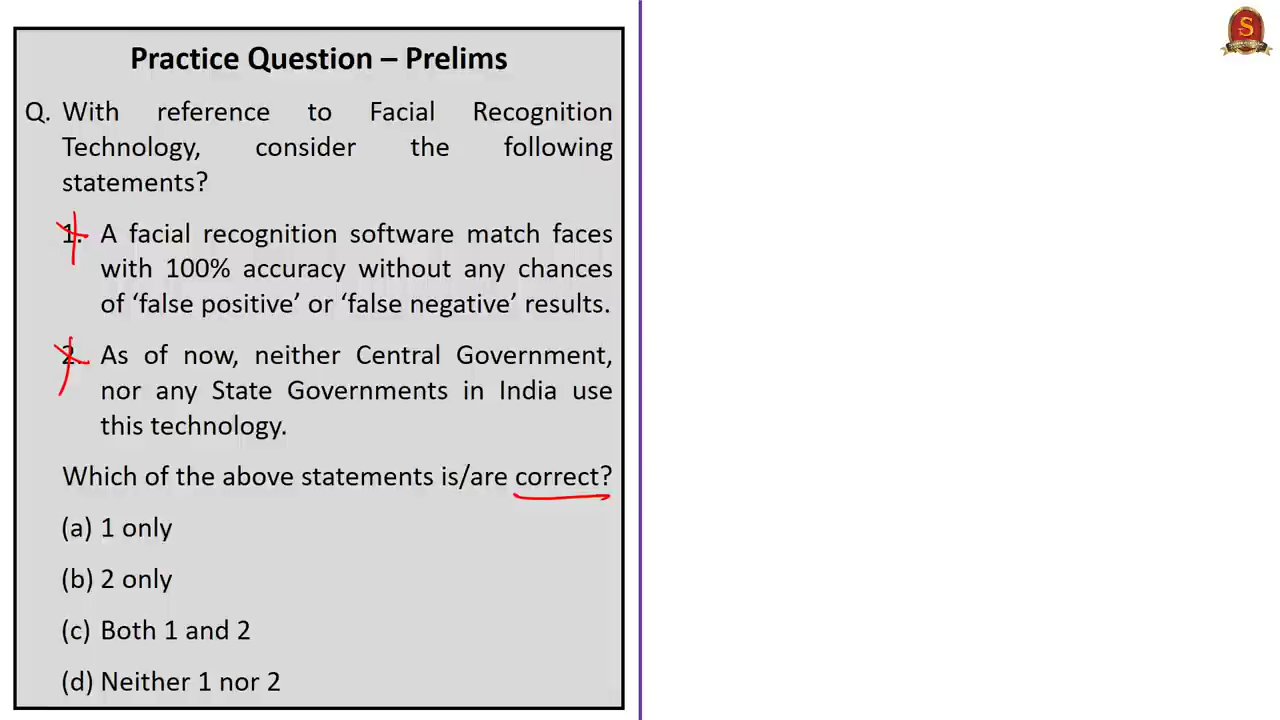 Practice Question – Prelims
Q. With reference to Facial Recognition
Technology, consider the following
statements?
1. A facial recognition software match faces
with 100% accuracy without any chances
of ‘false positive’ or ‘false negative’ results.
2. As of now, neither Central Government,
nor any State Governments in India use
this technology.
Which of the above statements is/are correct?
(a) 1 only
(b) 2 only
(c) Both 1 and 2
(d) Neither 1 nor 2
S